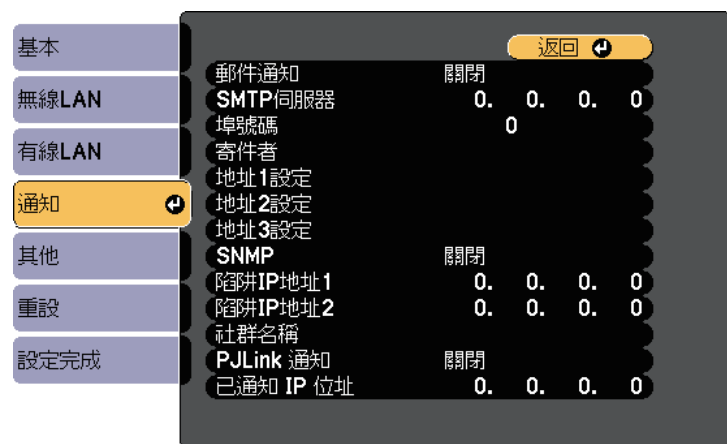 基本
無線LAN
有線LAN
通知
其他
重設
設定完成
返回
郵件通知 關閉
SMTP伺服器 0. 0. 0. 0
埠號碼 0
寄件者
地址1設定
地址2設定
地址3設定
SNMP 關閉
陷阱IP地址1 0. 0. 0. 0
陷阱IP地址2 0. 0. 0. 0
社群名稱
PJLink 通知 關閉
已通知 IP 位址 0. 0. 0. 0